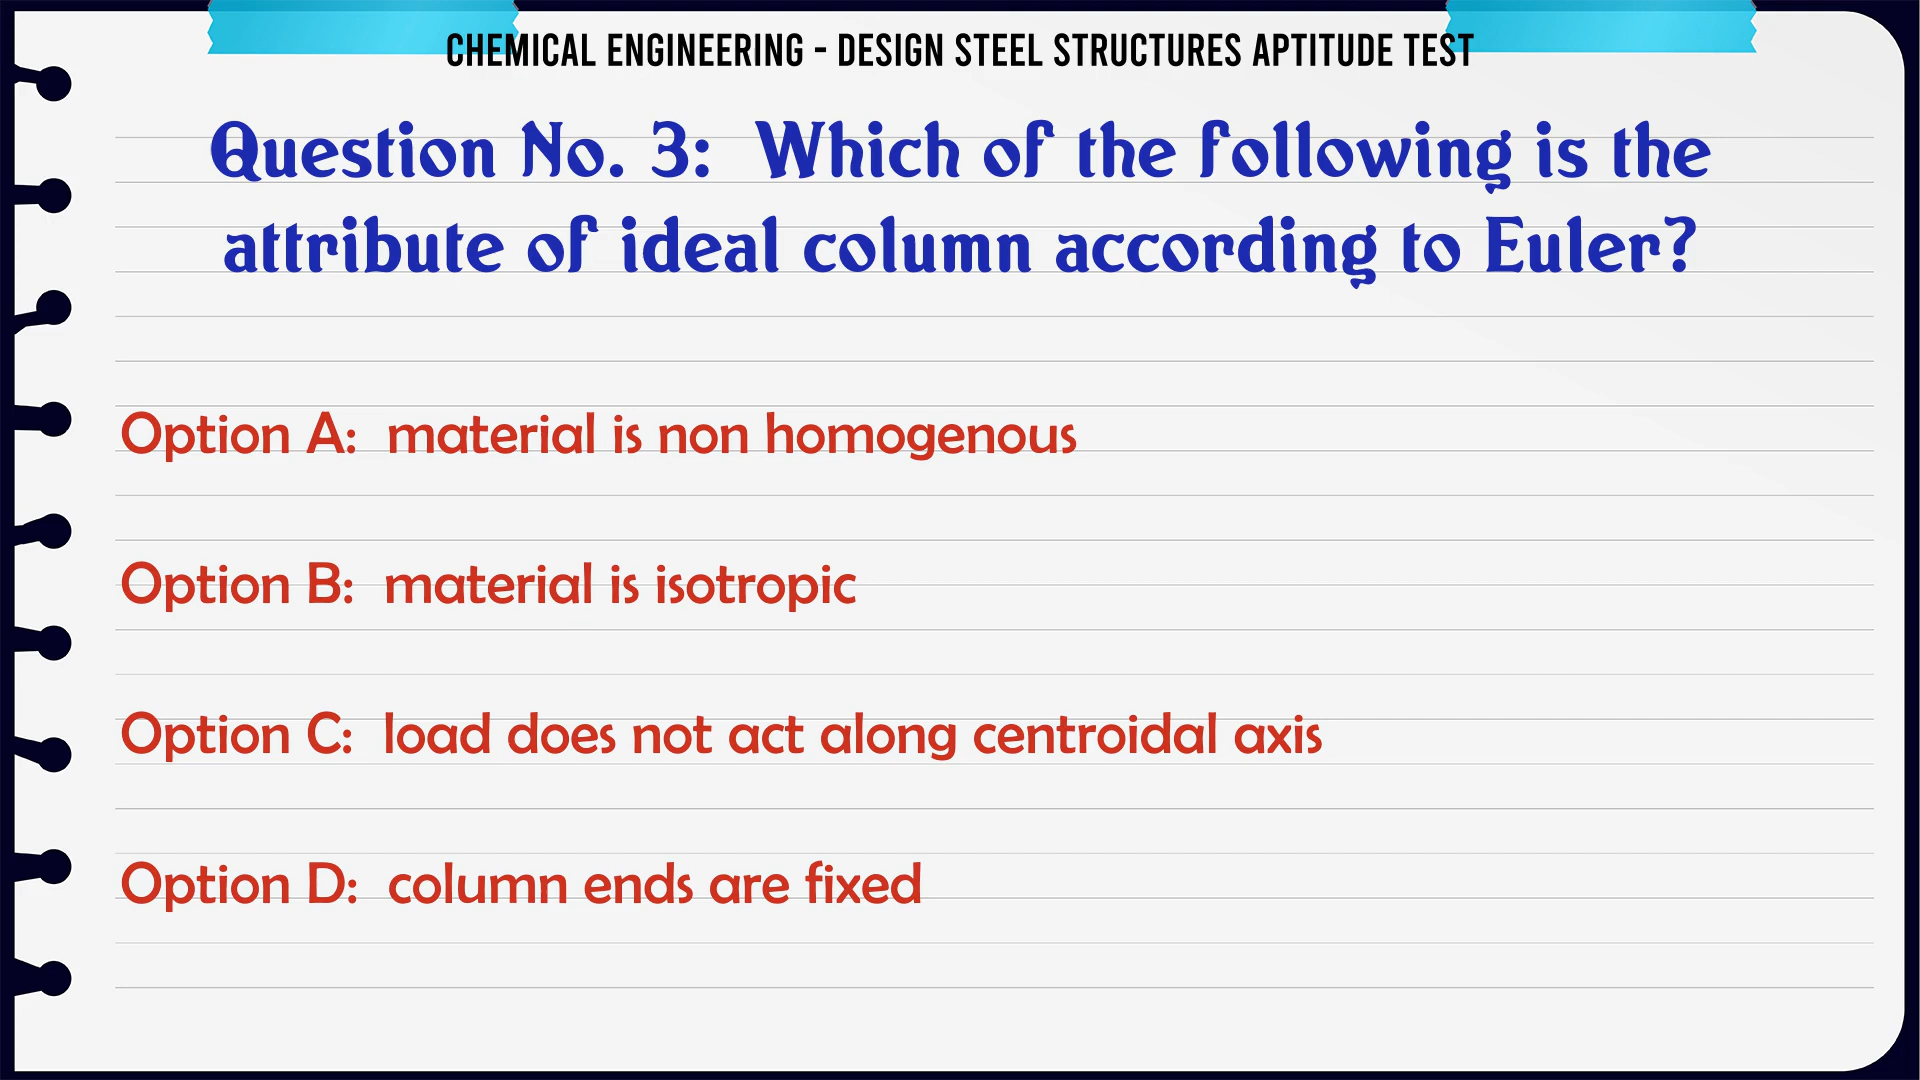 CHEMICAL ENGINEERING - DESIGN STEEL STRUCTURES APTITUDE TEST
Question No. 3: Which of the following is the
attribute of ideal column according to Euler?
Option A: material is non homogenous
Option B: material is isotropic
Option C: load does not act along centroidal axis
Option D: column ends are fixed